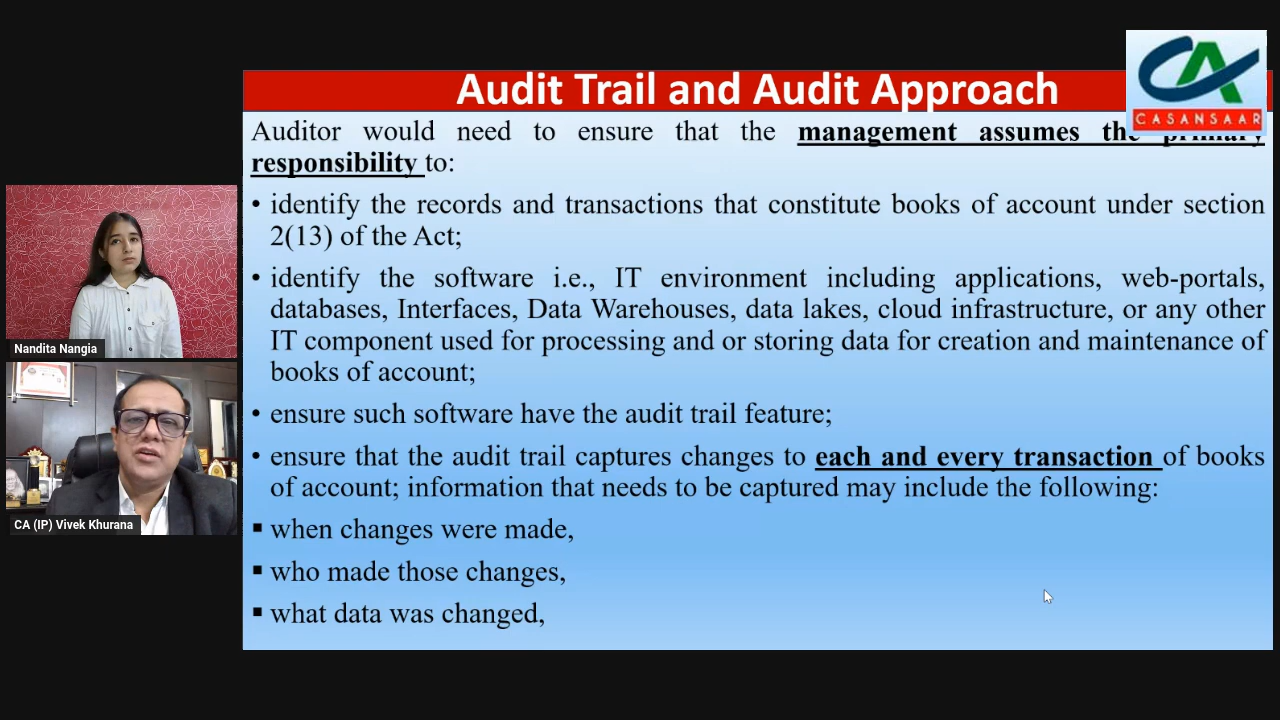 Audit Trail and Audit Approach
CASANSAAR
Auditor would need to ensure that the management assumes the primary
responsibility to:
• identify the records and transactions that constitute books of account under section
2(13) of the Act;
• identify the software i.e., IT environment including applications, web-portals,
databases, Interfaces, Data Warehouses, data lakes, cloud infrastructure, or any other
IT component used for processing and or storing data for creation and maintenance of
books of account;
• ensure such software have the audit trail feature;
• ensure that the audit trail captures changes to each and every transaction of books
of account; information that needs to be captured may include the following:
▪ when changes were made,
▪ who made those changes,
▪ what data was changed,
Nandita Nangia
CA (IP) Vivek Khurana